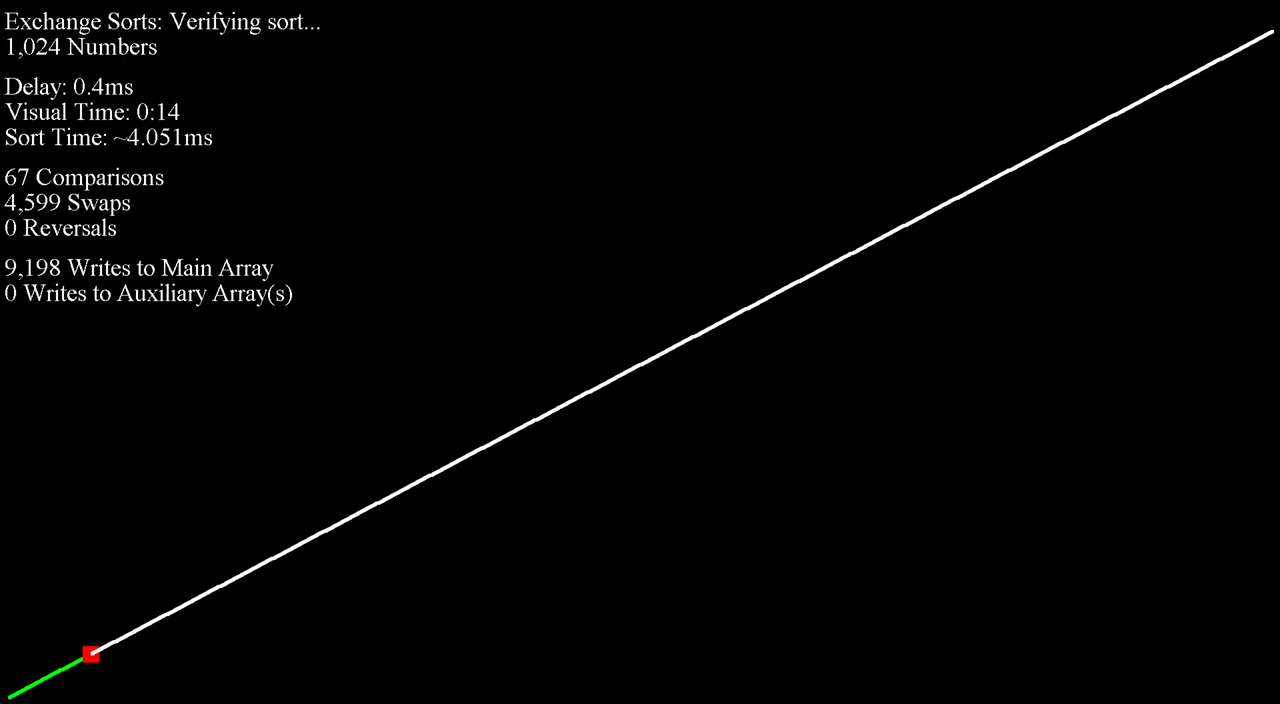 Exchange Sorts: Verifying sort...
1,024 Numbers
Delay: 0.4ms
Visual Time: 0:14
Sort Time: ~4.051ms
67 Comparisons
4,599 Swaps
0 Reversals
9,198 Writes to Main Array
0 Writes to Auxiliary Array(s)